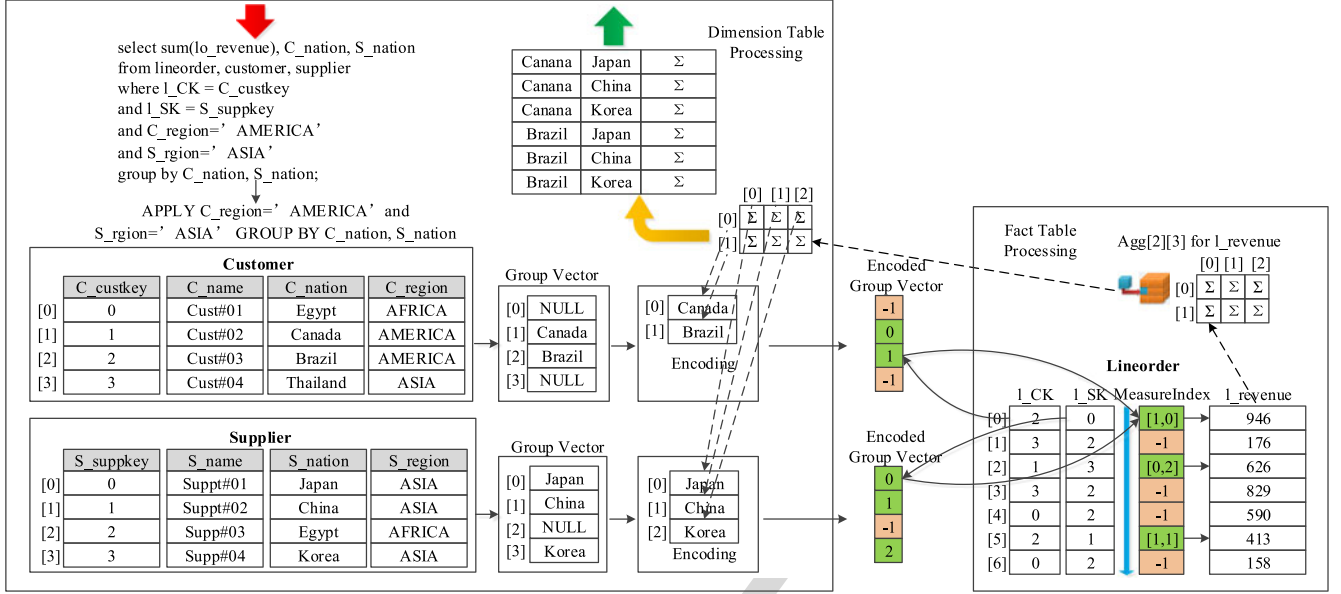 select sum(lo_revenue), C_nation, S_nation
from lineorder, customer, supplier
where l_CK = C_custkey
and l_SK = S_suppkey
and C_region=’ AMERICA’
and S_rgion=’ ASIA’
group by C_nation, S_nation;
APPLY C_region=’ AMERICA’ and
S_rgion=’ ASIA’ GROUP BY C_nation, S_nation
Dimension Table
Processing
Canana Japan Σ
Canana China Σ
Canana Korea Σ
Brazil Japan Σ
Brazil China Σ
Brazil Korea Σ
[0] [1] [2]
[0] Σ Σ Σ
[1] Σ Σ Σ
Customer
C_custkey C_name C_nation C_region
[0] 0 Cust#01 Egypt AFRICA
[1] 1 Cust#02 Canada AMERICA
[2] 2 Cust#03 Brazil AMERICA
[3] 3 Cust#04 Thailand ASIA
Group Vector
[0] NULL
[1] Canada
[2] Brazil
[3] NULL
[0] Canada
[1] Brazil
Encoding
Encoded
Group Vector
-1
0
1
-1
Supplier
S_suppkey S_name S_nation S_region
[0] 0 Suppt#01 Japan ASIA
[1] 1 Suppt#02 China ASIA
[2] 2 Supp#03 Egypt AFRICA
[3] 3 Supp#04 Korea ASIA
Group Vector
[0] Japan
[1] China
[2] NULL
[3] Korea
[0] Japan
[1] China
[2] Korea
Encoding
Encoded
Group Vector
0
1
-1
2
Fact Table
Processing
Agg[2][3] for l_revenue
[0] [1] [2]
[0] Σ Σ Σ
[1] Σ Σ Σ
Lineorder
l_CK l_SK MeasureIndex l_revenue
[0] 2 0 [1,0] 946
[1] 3 2 -1 176
[2] 1 3 [0,2] 626
[3] 3 2 -1 829
[4] 0 2 -1 590
[5] 2 1 [1,1] 413
[6] 0 2 -1 158